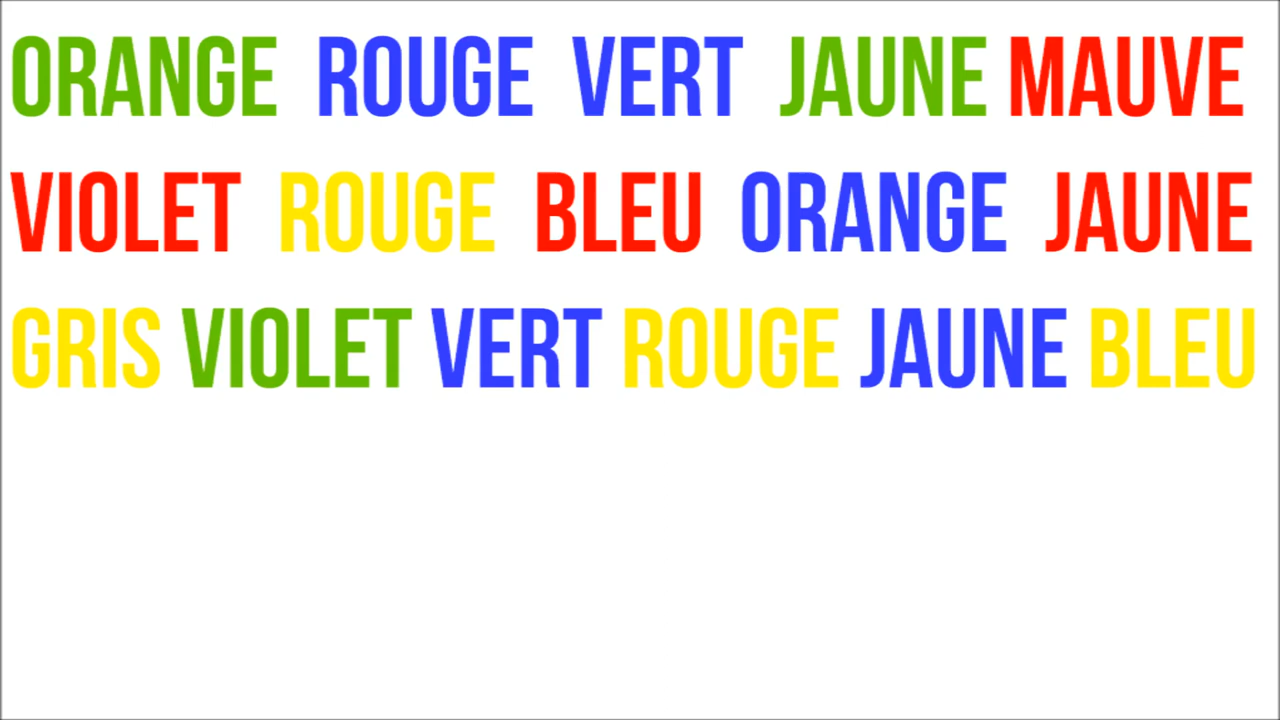 ORANGE ROUGE VERT JAUNE MAUVE
VIOLET ROUGE BLEU ORANGE JAUNE
GRIS VIOLET VERT ROUGE JAUNE BLEU